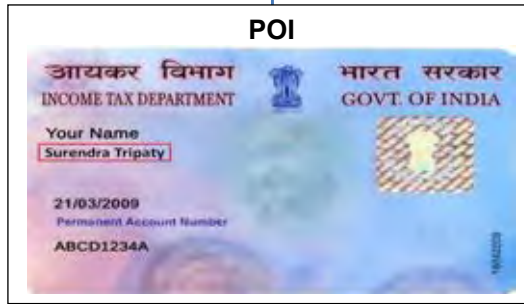 POI
आयकर विभाग भारत सरकार
INCOME TAX DEPARTMENT GOVT. OF INDIA
Your Name
Surendra Tripaty
21/03/2009
Permanent Account Number
ABCD1234A